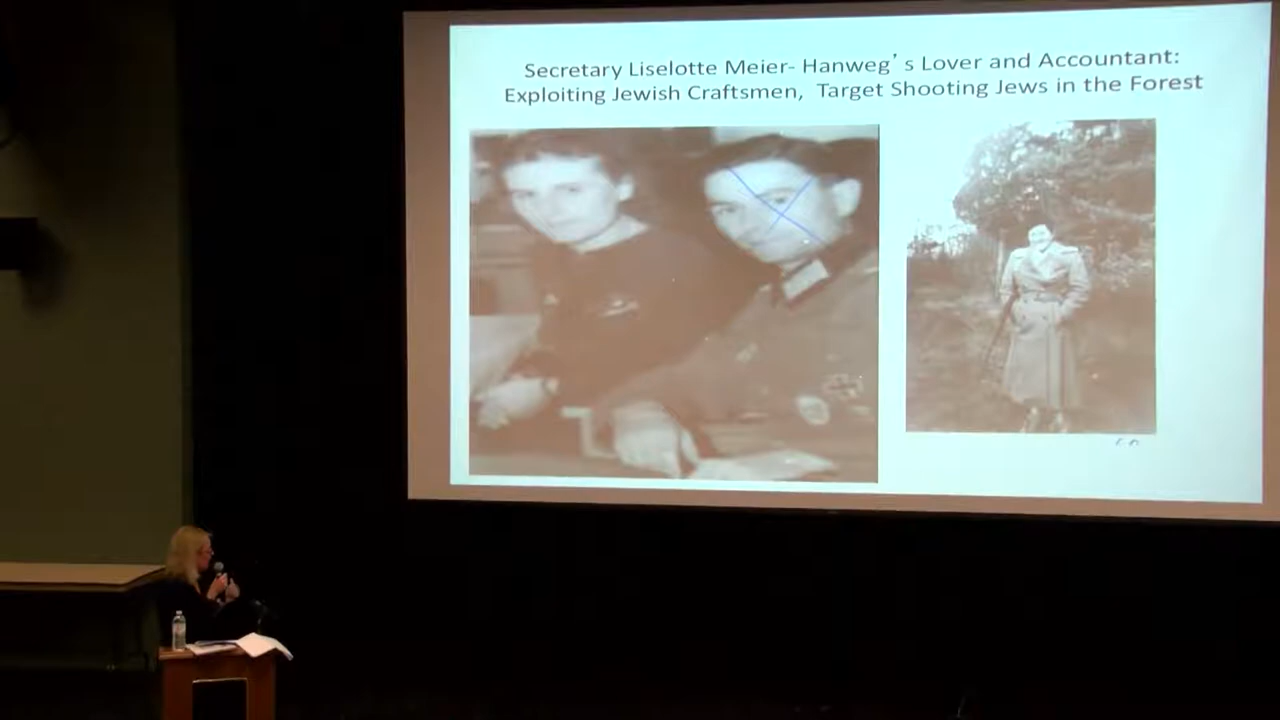 Secretary Liselotte Meier- Hanweg's Lover and Accountant:
Exploiting Jewish Craftsmen, Target Shooting Jews in the Forest